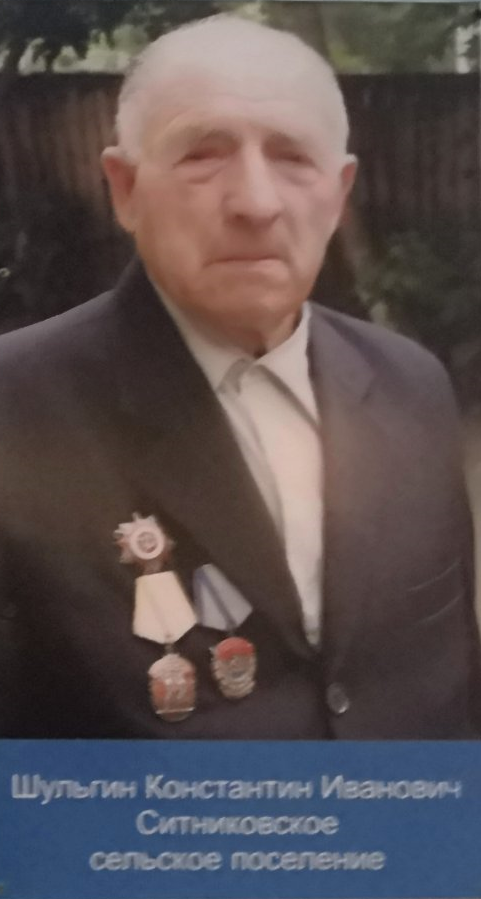 Шульгин Константин Иванович
Ситниковское
сельское поселение